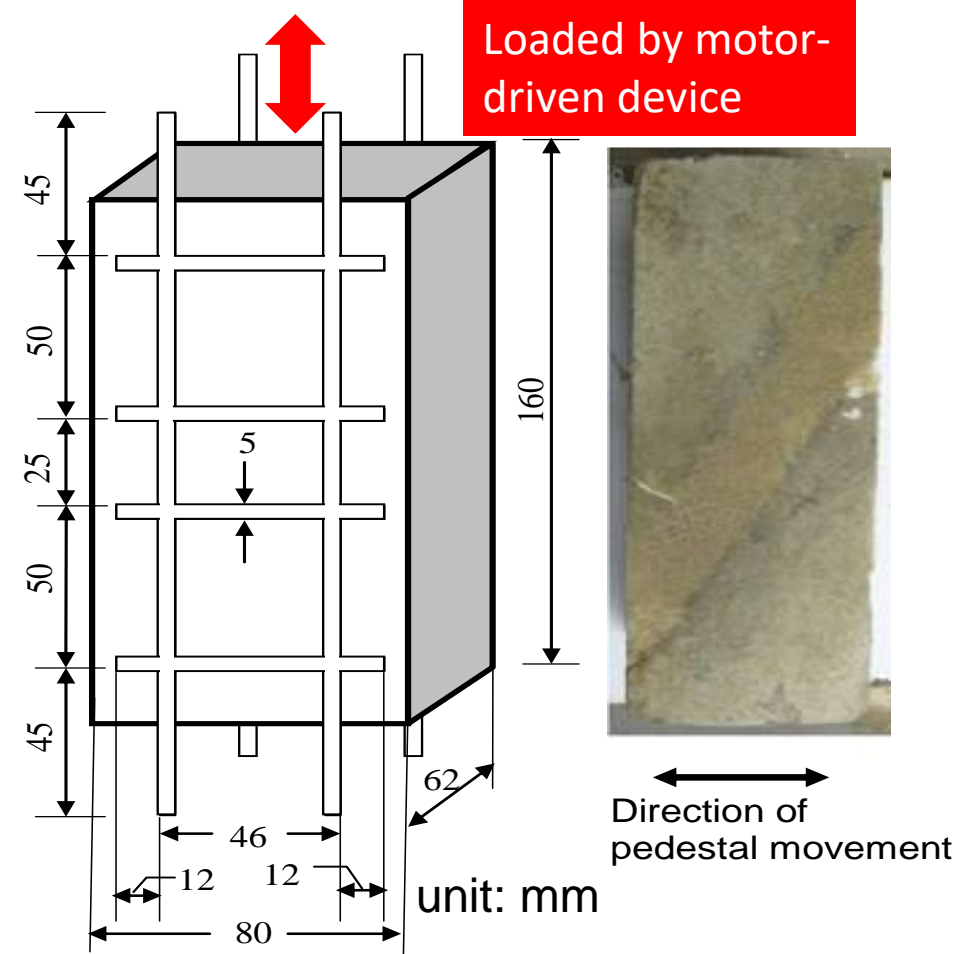 Loaded by motor-
driven device
45
50
25
50
45
5
160
62
46
12
12
80
unit: mm
Direction of
pedestal movement